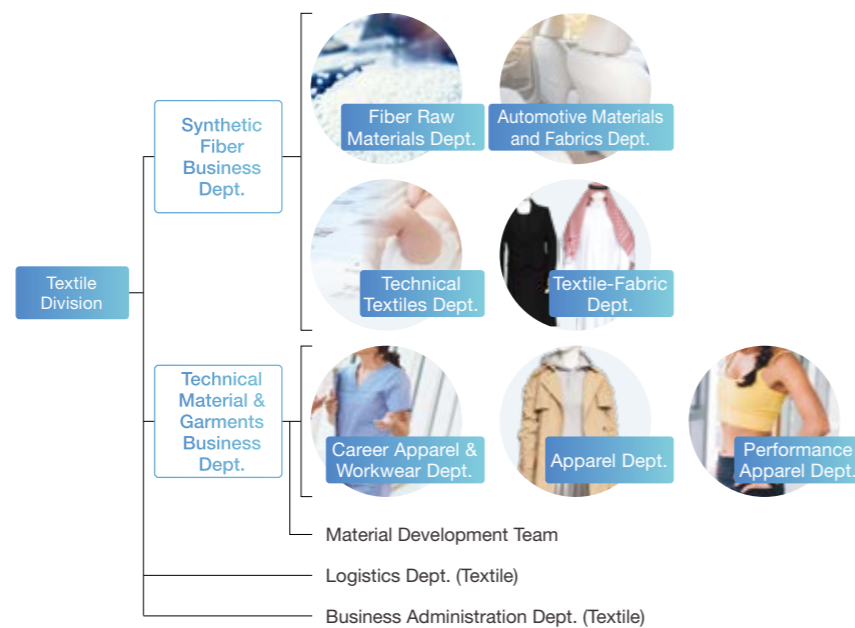 Textile
Division
Synthetic
Fiber
Business
Dept.
Fiber Raw
Materials Dept.
Automotive Materials
and Fabrics Dept.
Technical
Textiles Dept.
Textile-Fabric
Dept.
Technical
Material &
Garments
Business
Dept.
Career Apparel &
Workwear Dept.
Apparel Dept.
Performance
Apparel Dept.
Material Development Team
Logistics Dept. (Textile)
Business Administration Dept. (Textile)